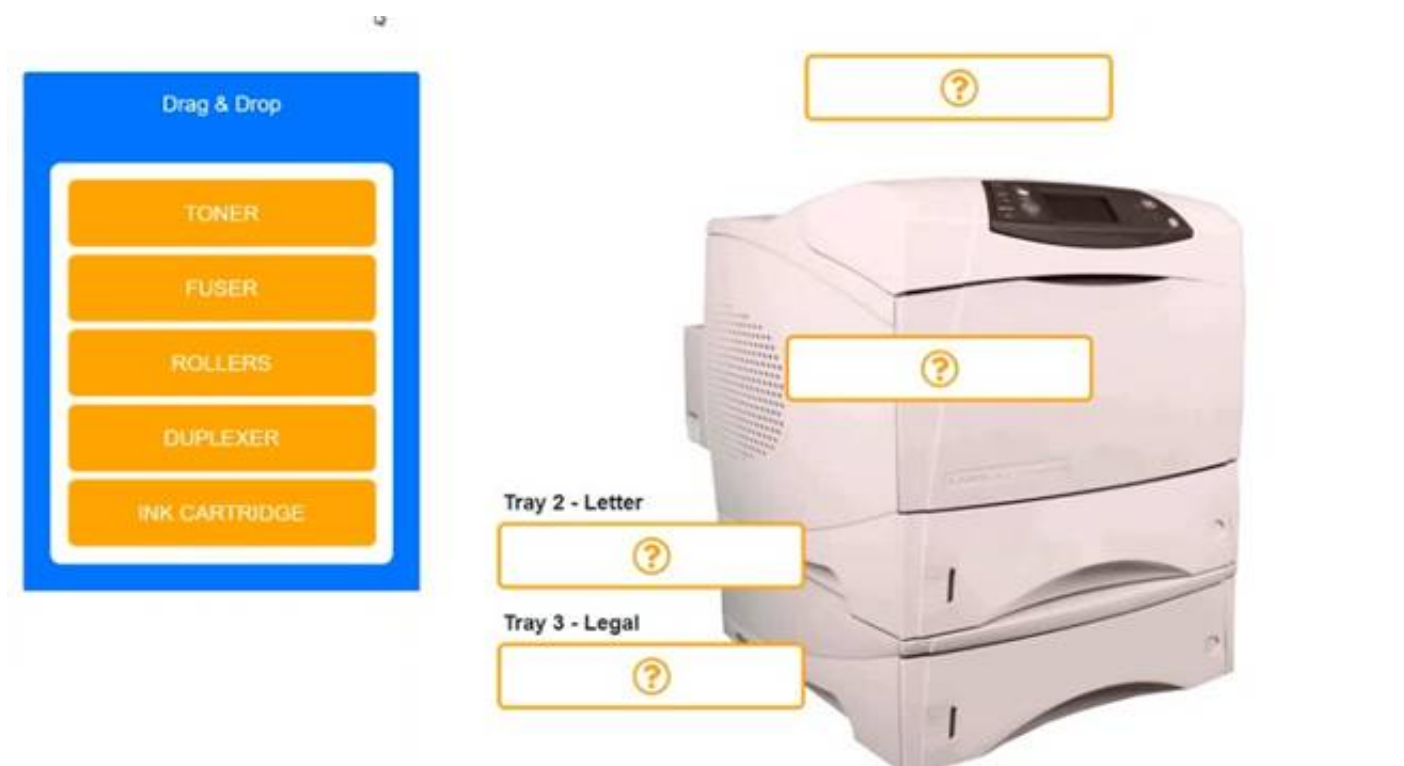 Drag & Drop
TONER
FUSER
ROLLERS
DUPLEXER
INK CARTRIDGE
?
?
Tray 2 - Letter
?
Tray 3 - Legal
?